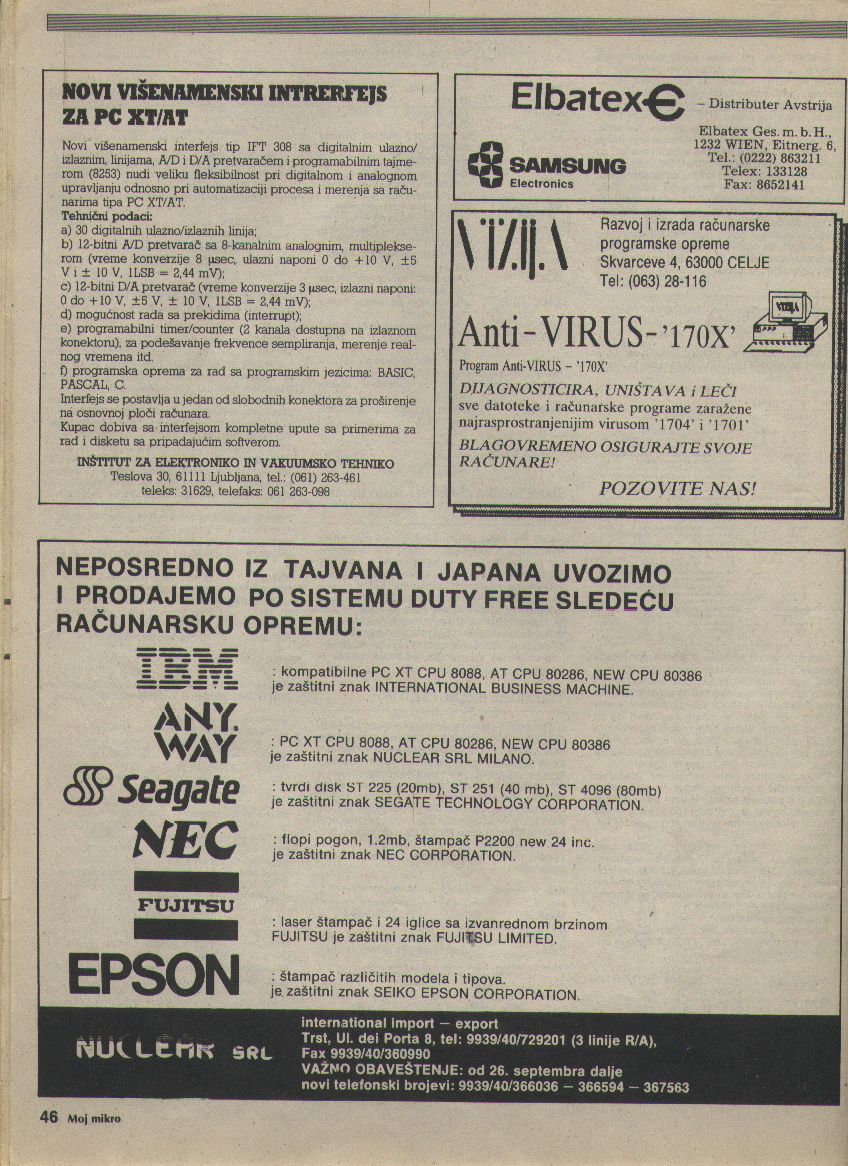 NOVI VIŠENAMENSKI INTRERFEJS
ZA PC XT/AT
Novi višenamenski interfejs tip IFT 308 sa digitalnim ulazno/
izlaznim, linijama, A/D i D/A pretvaračem i programabilnim tajme-
rom (8253) nudi veliku fleksibilnost pri digitalnom i analognom
upravljanju odnosno pri automatizaciji procesa i merenja sa raču-
narima tipa PC XT/AT.
Tehnični podaci:
a) 30 digitalnih ulazno/izlaznih linija;
b) 12-bitni A/D pretvarač sa 8-kanalnim analognim, multiplekse-
rom (vreme konverzije 8 µsec, ulazni naponi 0 do +10 V, ±5
V i ± 10 V, 1LSB = 2,44 mV);
c) 12-bitni D/A pretvarač (vreme konverzije 3 µsec, izlazni naponi:
0 do +10 V, ±5 V, ± 10 V, 1LSB = 2,44 mV);
d) mogućnost rada sa prekidima (interrupt);
e) programabilni timer/counter (2 kanala dostupna na izlaznom
konektoru), za podešavanje frekvence sempliranja, merenje real-
nog vremena itd.
f) programska oprema za rad sa programskim jezicima: BASIC,
PASCAL, C.
Interfejs se postavlja u jedan od slobodnih konektora za proširenje
na osnovnoj ploči računara.
Kupac dobiva sa interfejsom kompletne upute sa primerima za
rad i disketu sa pripadajućim softverom.
INŠTITUT ZA ELEKTRONIKO IN VAKUUMSKO TEHNIKO
Teslova 30, 61111 Ljubljana, tel.: (061) 263-461
teleks: 31629, telefaks: 061 263-098
Elbatex E – Distributer Avstrija
Elbatex Ges. m. b. H.,
1232 WIEN, Eitnerg. 6,
Tel.: (0222) 863211
Telex: 133128
Fax: 8652141
SAMSUNG
Electronics
VIZIJA
Razvoj i izrada računarske
programske opreme
Skvarceve 4, 63000 CELJE
Tel: (063) 28-116
VIZIJA
Anti-VIRUS-'170X'
Program Anti-VIRUS – '170X'
DIJAGNOSTICIRA, UNIŠTAVA i LEČI
sve datoteke i računarske programe zaražene
najrasprostranjenijim virusom '1704' i '1701'
BLAGOVREMENO OSIGURAJTE SVOJE
RAČUNARE!
POZOVITE NAS!
NEPOSREDNO IZ TAJVANA I JAPANA UVOZIMO
I PRODAJEMO PO SISTEMU DUTY FREE SLEDEĆU
RAČUNARSKU OPREMU:
IBM
: kompatibilne PC XT CPU 8088, AT CPU 80286, NEW CPU 80386
je zaštitni znak INTERNATIONAL BUSINESS MACHINE.
ANY.
WAY
: PC XT CPU 8088, AT CPU 80286, NEW CPU 80386
je zaštitni znak NUCLEAR SRL MILANO.
Seagate
: tvrdi disk ST 225 (20mb), ST 251 (40 mb), ST 4096 (80mb)
je zaštitni znak SEGATE TECHNOLOGY CORPORATION.
NEC
: flopi pogon, 1.2mb, štampač P2200 new 24 inc.
je zaštitni znak NEC CORPORATION.
FUJITSU
: laser štampač i 24 iglice sa izvanrednom brzinom
FUJITSU je zaštitni znak FUJITSU LIMITED.
EPSON
: štampač različitih modela i tipova.
je zaštitni znak SEIKO EPSON CORPORATION.
NUCLEAR SRL
international import – export
Trst, Ul. dei Porta 8, tel: 9939/40/729201 (3 linije R/A),
Fax 9939/40/360990
VAŽNO OBAVEŠTENJE: od 26. septembra dalje
novi telefonski brojevi: 9939/40/366036 – 366594 – 367563
46 Moj mikro